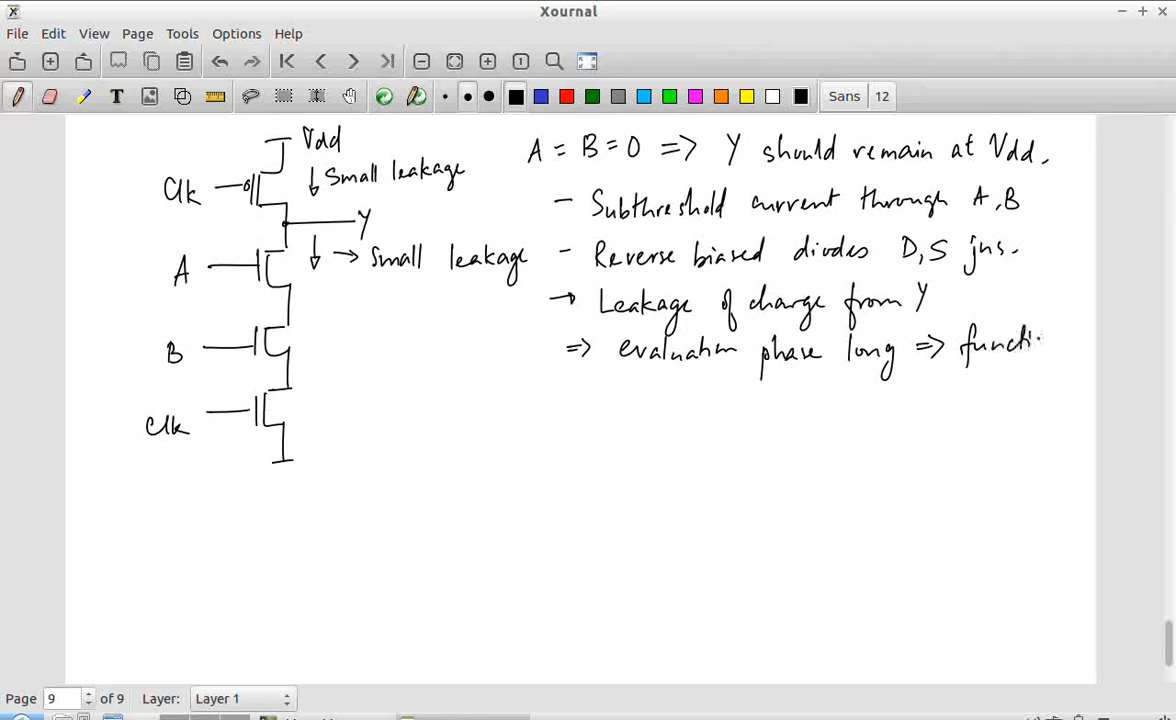 Xournal
File Edit View Page Tools Options Help
Sans 12
Vdd
Small leakage
Clk
Y
A
→ Small leakage
B
Clk
A = B = 0 => Y should remain at Vdd.
- Subthreshold current through A, B
- Reverse biased diodes D, S jns.
→ Leakage of charge from Y
=> evaluation phase long => functi
Page 9 of 9 Layer: Layer 1